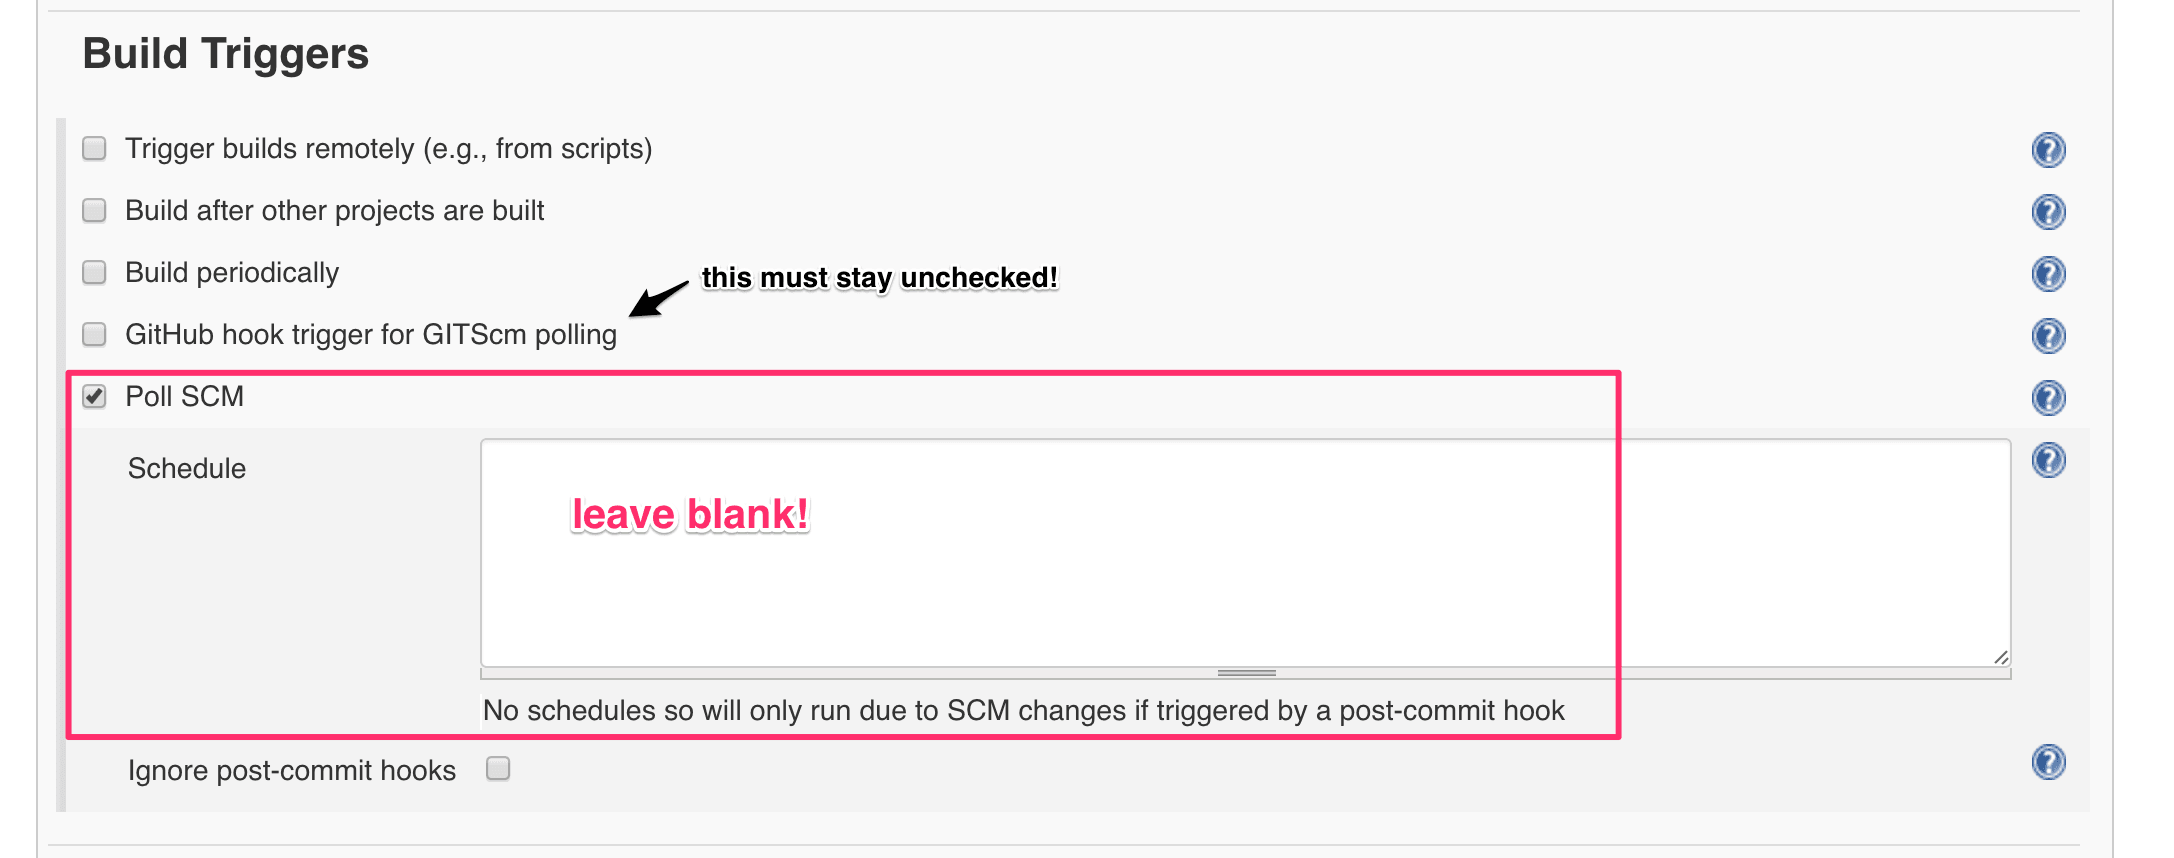 Build Triggers
Trigger builds remotely (e.g., from scripts)
Build after other projects are built
Build periodically
this must stay unchecked!
GitHub hook trigger for GITScm polling
Poll SCM
Schedule
leave blank!
No schedules so will only run due to SCM changes if triggered by a post-commit hook
Ignore post-commit hooks